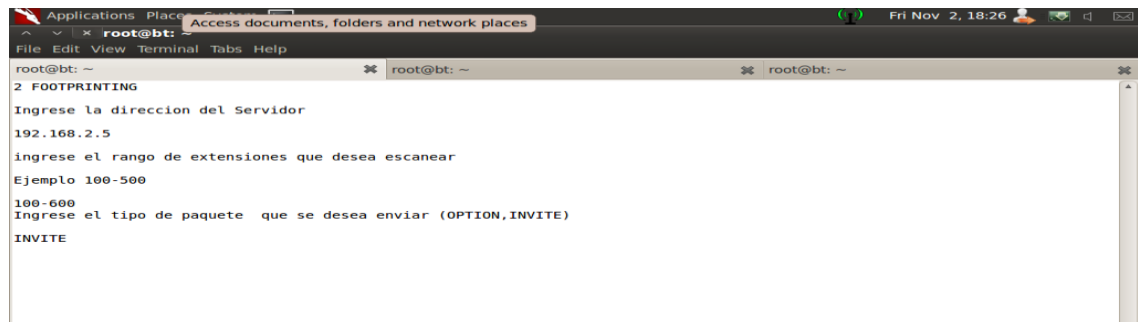 Applications Places
Access documents, folders and network places
Fri Nov 2, 18:26
root@bt: ~
File Edit View Terminal Tabs Help
root@bt: ~
root@bt: ~
root@bt: ~
2 FOOTPRINTING
Ingrese la direccion del Servidor
192.168.2.5
ingrese el rango de extensiones que desea escanear
Ejemplo 100-500
100-600
Ingrese el tipo de paquete  que se desea enviar (OPTION,INVITE)
INVITE